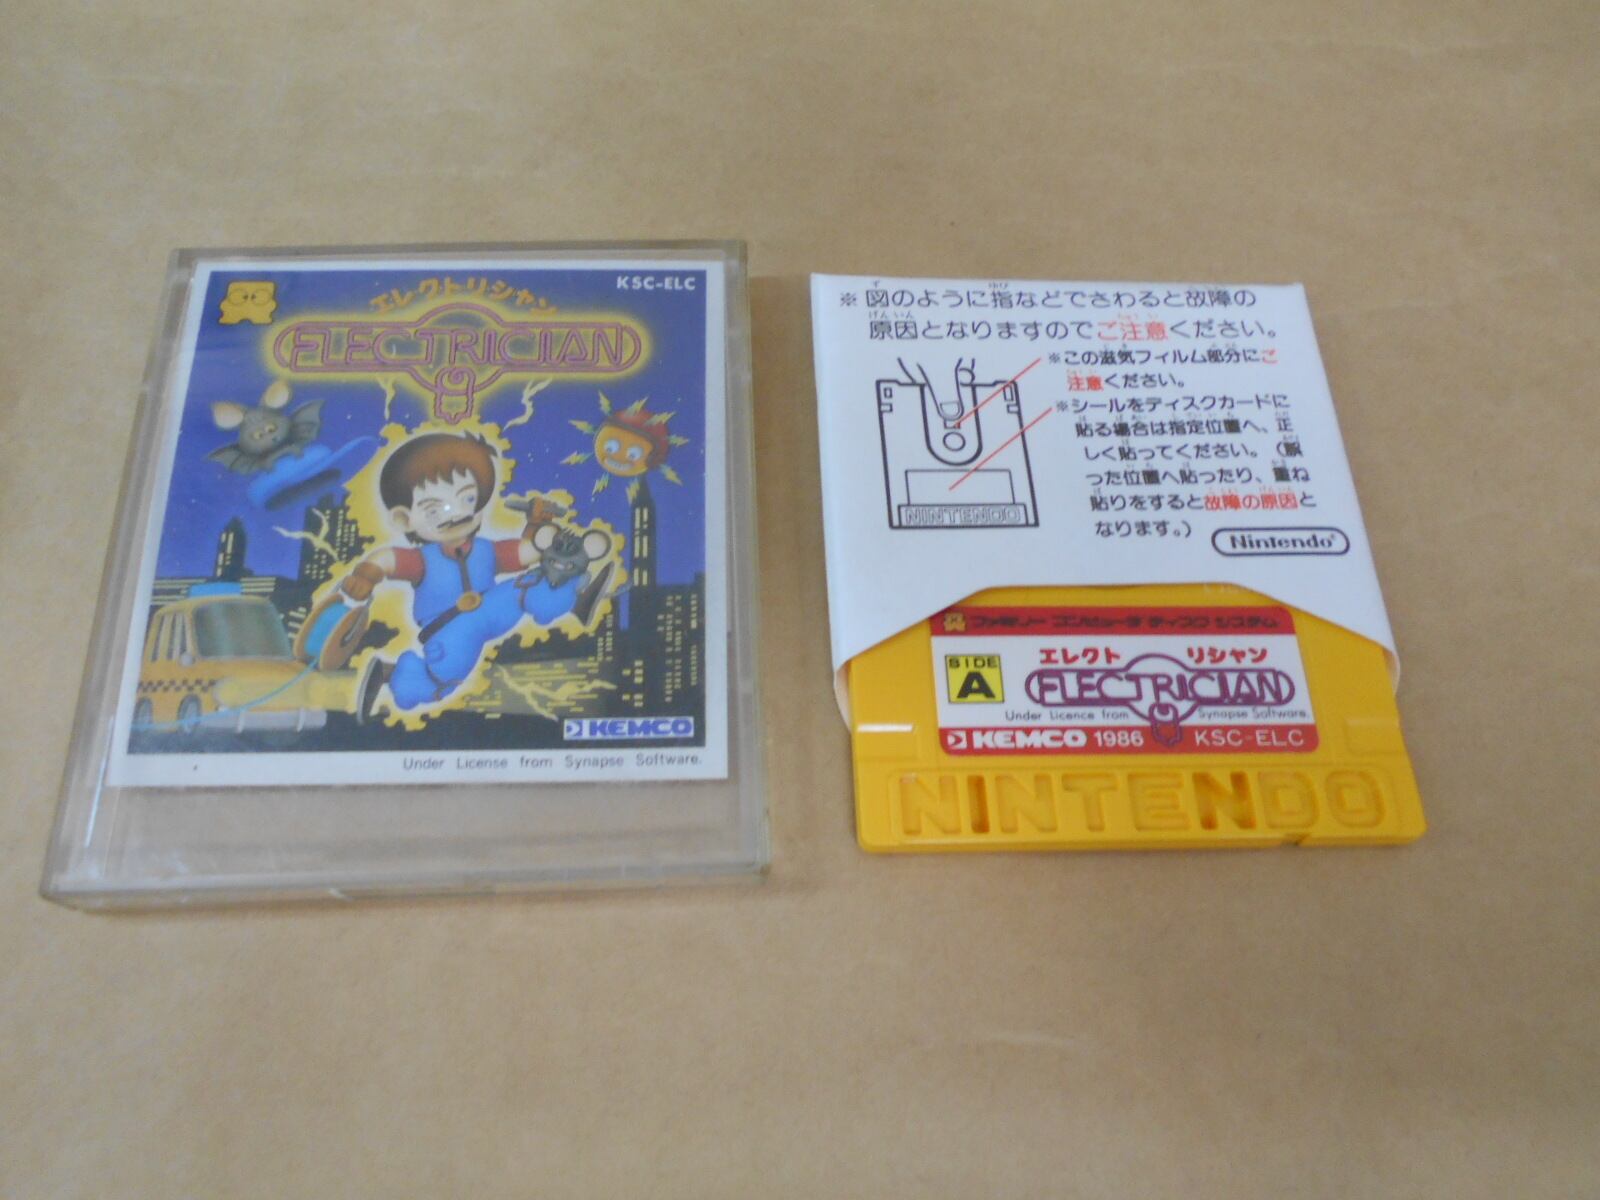 KSC-ELC
エレクトリシャン
ELECTRICIAN
KEMCO
Under License from Synapse Software.
※図のように指などでさわると故障の
原因となりますのでご注意ください。
※この磁気フィルム部分にご
注意ください。
※シールをディスクカードに
貼る場合は指定位置へ、正
しく貼ってください。(誤
った位置へ貼ったり、重ね
貼りをすると故障の原因と
なります。)
NINTENDO
Nintendo®
ファミリー コンピュータ ディスク システム
SIDE
A
エレクトリシャン
ELECTRICIAN
Under Licence from Synapse Software.
KEMCO 1986 KSC-ELC
NINTENDO